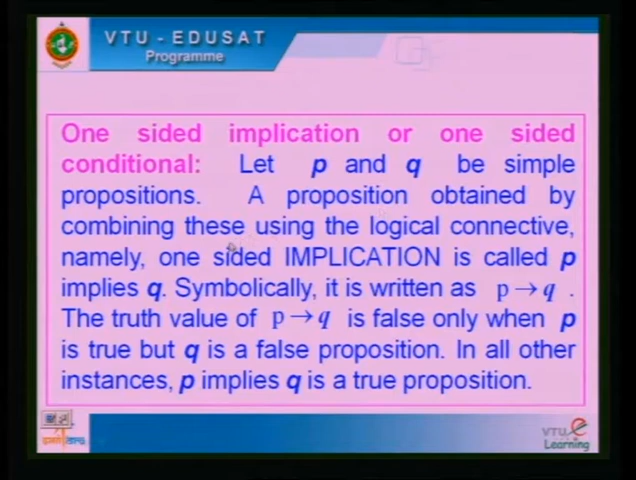 VTU - EDUSAT
Programme
One sided implication or one sided
conditional: Let p and q be simple
propositions. A proposition obtained by
combining these using the logical connective,
namely, one sided IMPLICATION is called p
implies q. Symbolically, it is written as p → q .
The truth value of p → q is false only when p
is true but q is a false proposition. In all other
instances, p implies q is a true proposition.
VTU e
Learning